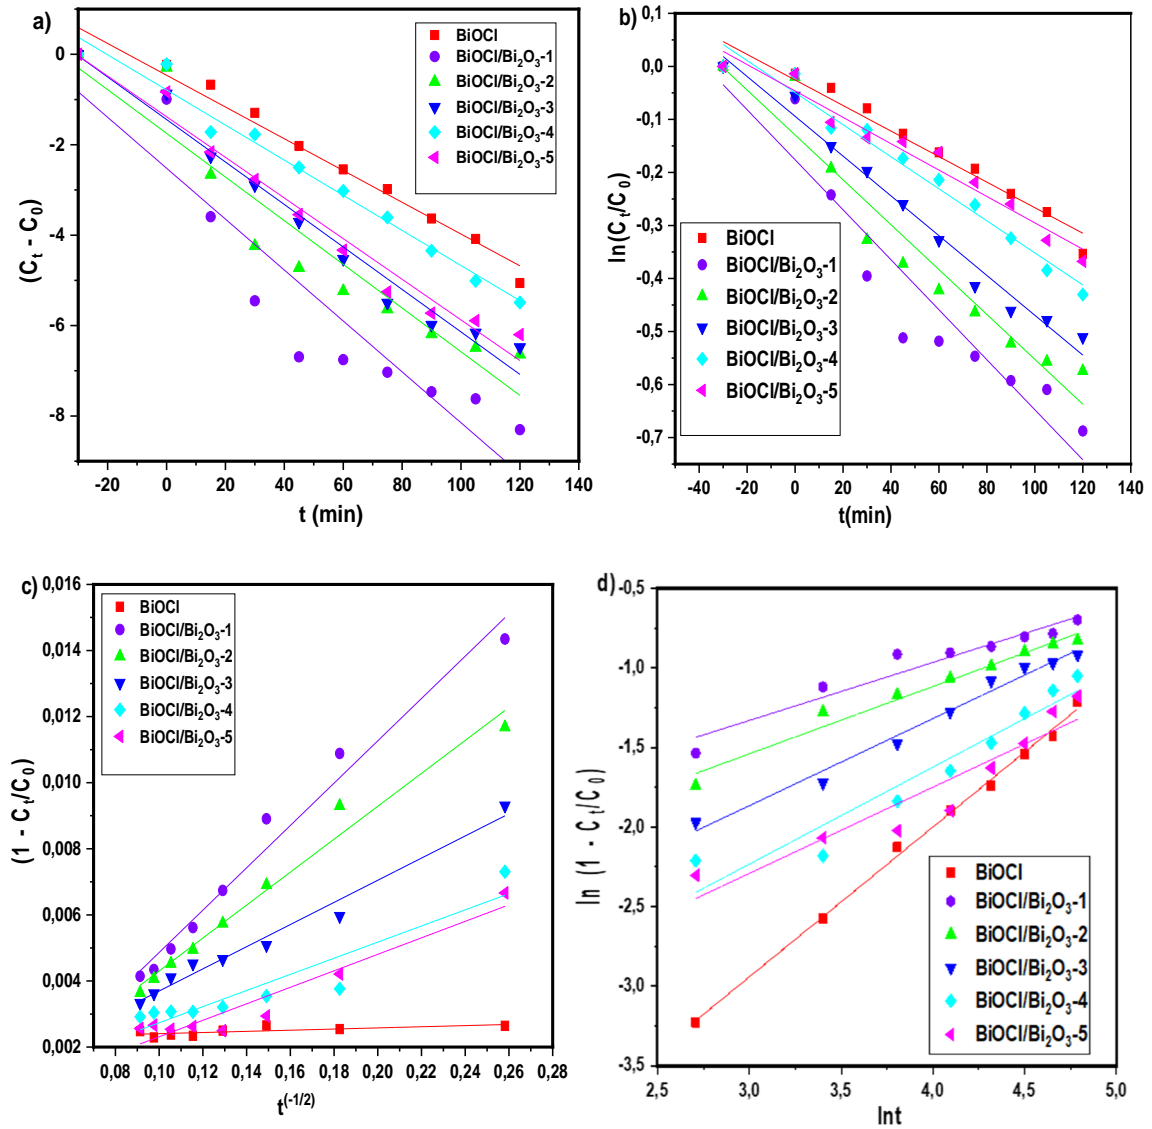 a)
BiOCl
BiOCl/Bi₂O₃-1
BiOCl/Bi₂O₃-2
BiOCl/Bi₂O₃-3
BiOCl/Bi₂O₃-4
BiOCl/Bi₂O₃-5
0
-2
-4
-6
-8
(Cₜ - C₀)
-20 0 20 40 60 80 100 120 140
t (min)
b)
0,1
0,0
-0,1
-0,2
-0,3
-0,4
-0,5
-0,6
-0,7
ln(Cₜ/C₀)
BiOCl
BiOCl/Bi₂O₃-1
BiOCl/Bi₂O₃-2
BiOCl/Bi₂O₃-3
BiOCl/Bi₂O₃-4
BiOCl/Bi₂O₃-5
-40 -20 0 20 40 60 80 100 120 140
t(min)
c)
0,016
0,014
0,012
0,010
0,008
0,006
0,004
0,002
(1 - Cₜ/C₀)
BiOCl
BiOCl/Bi₂O₃-1
BiOCl/Bi₂O₃-2
BiOCl/Bi₂O₃-3
BiOCl/Bi₂O₃-4
BiOCl/Bi₂O₃-5
0,08 0,10 0,12 0,14 0,16 0,18 0,20 0,22 0,24 0,26 0,28
t(-1/2)
d)
-0,5
-1,0
-1,5
-2,0
-2,5
-3,0
-3,5
ln (1 - Cₜ/C₀)
BiOCl
BiOCl/Bi₂O₃-1
BiOCl/Bi₂O₃-2
BiOCl/Bi₂O₃-3
BiOCl/Bi₂O₃-4
BiOCl/Bi₂O₃-5
2,5 3,0 3,5 4,0 4,5 5,0
lnt